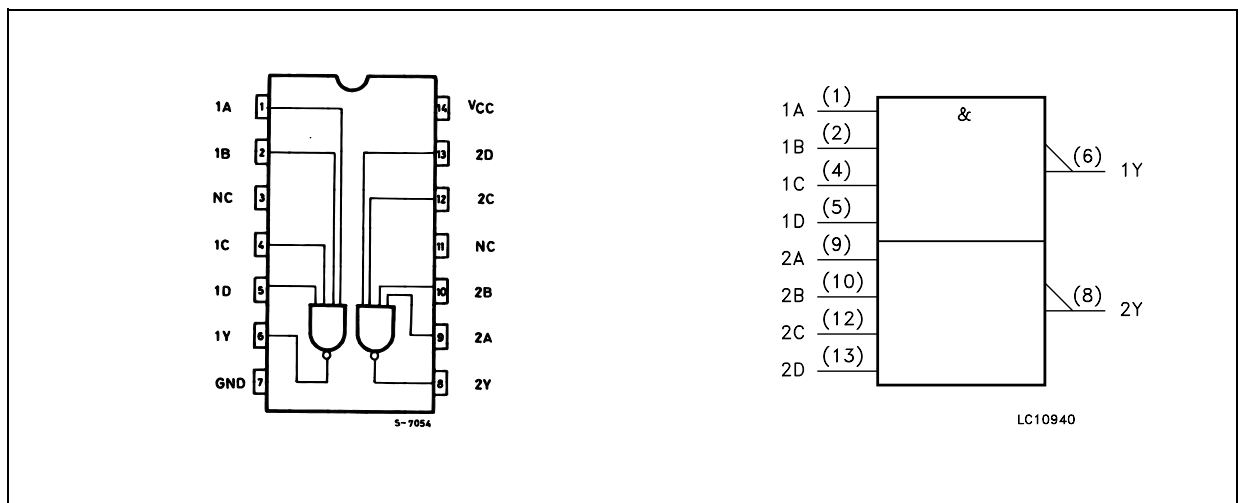 1A 1 14 VCC
1B 2 13 2D
NC 3 12 2C
1C 4 11 NC
1D 5 10 2B
1Y 6 9 2A
GND 7 8 2Y
S-7054
&
1A (1)
1B (2)
1C (4)
1D (5)
2A (9)
2B (10)
2C (12)
2D (13)
(6) 1Y
(8) 2Y
LC10940